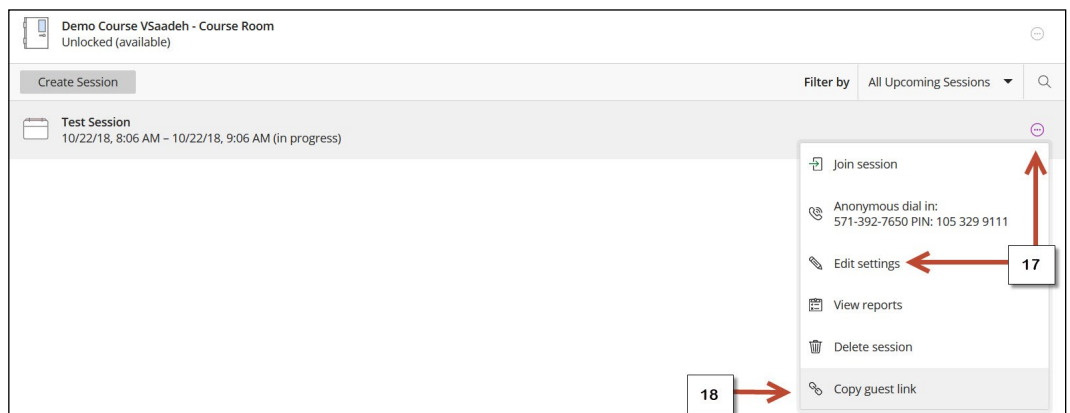 Demo Course VSaadeh - Course Room
Unlocked (available)
Create Session
Filter by All Upcoming Sessions
Test Session
10/22/18, 8:06 AM – 10/22/18, 9:06 AM (in progress)
Join session
Anonymous dial in:
571-392-7650 PIN: 105 329 9111
Edit settings
17
View reports
Delete session
18
Copy guest link